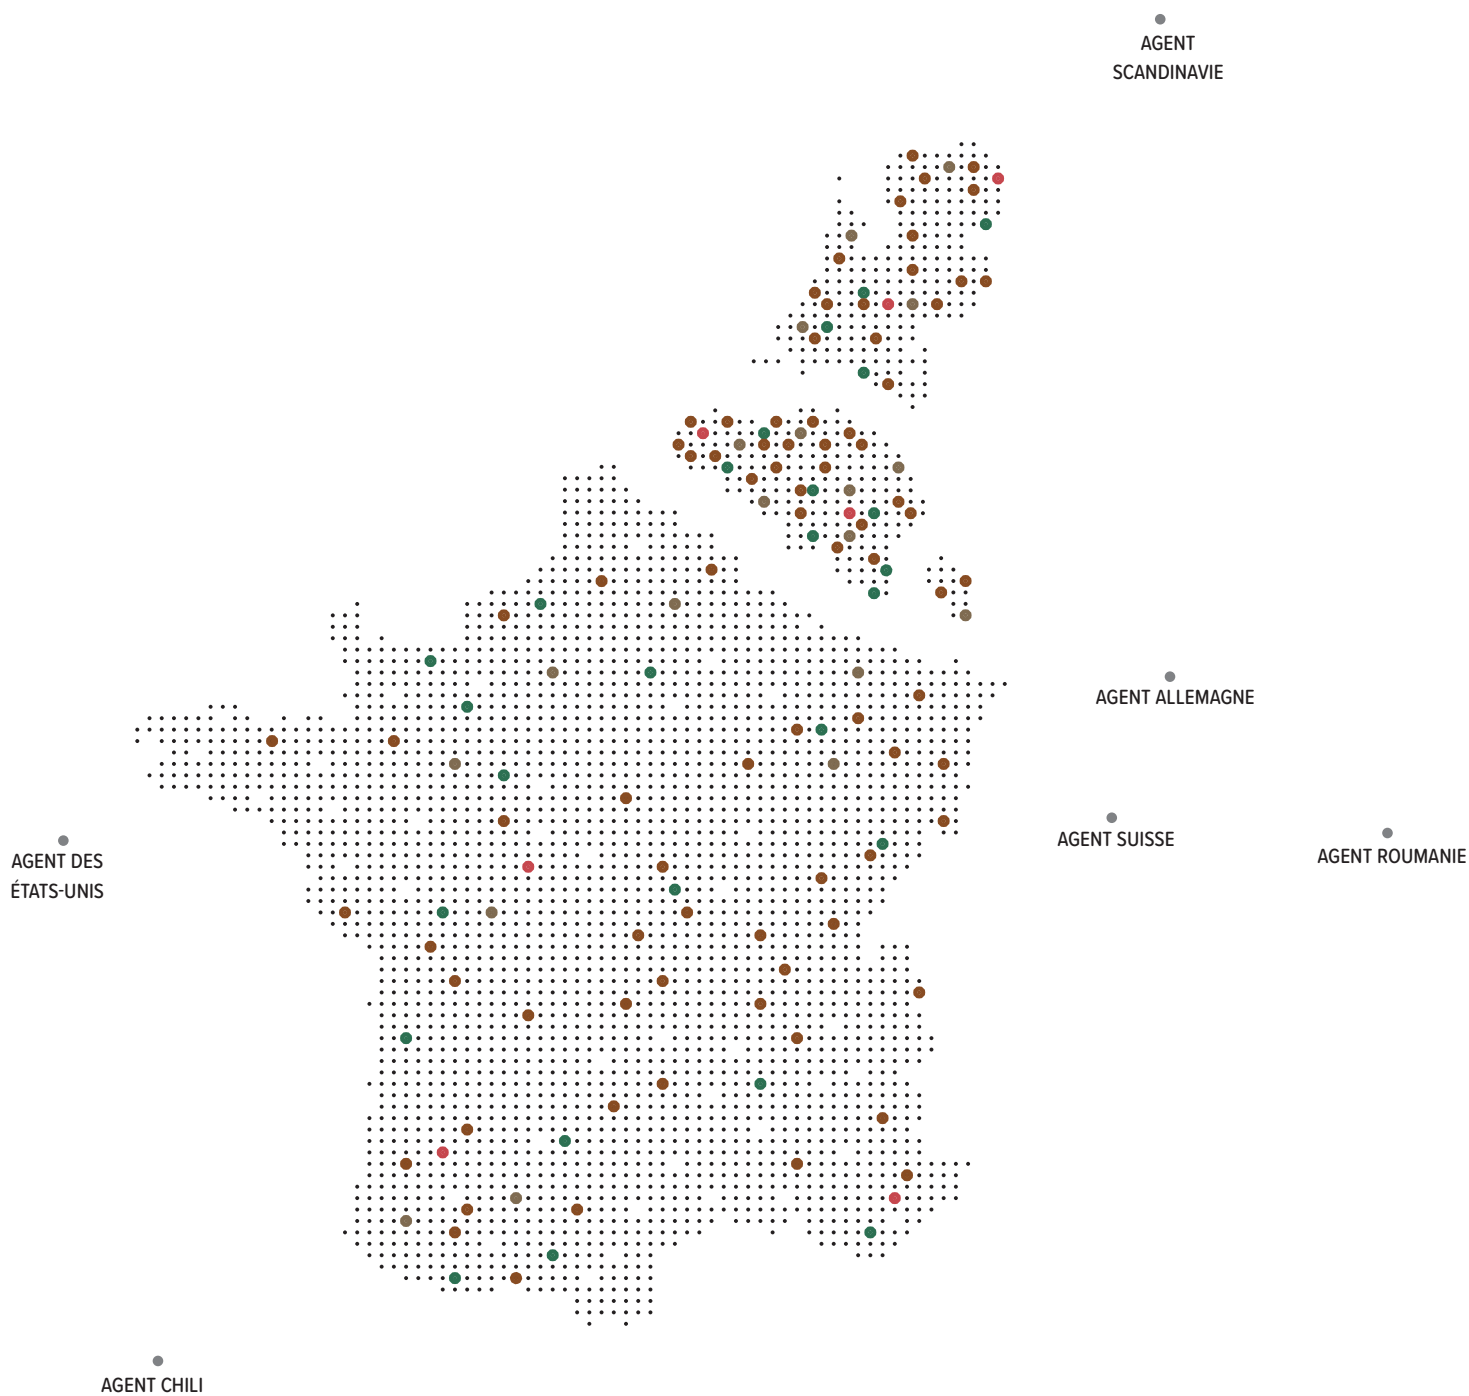 AGENT
SCANDINAVIE
AGENT ALLEMAGNE
AGENT SUISSE
AGENT ROUMANIE
AGENT DES
ÉTATS-UNIS
AGENT CHILI